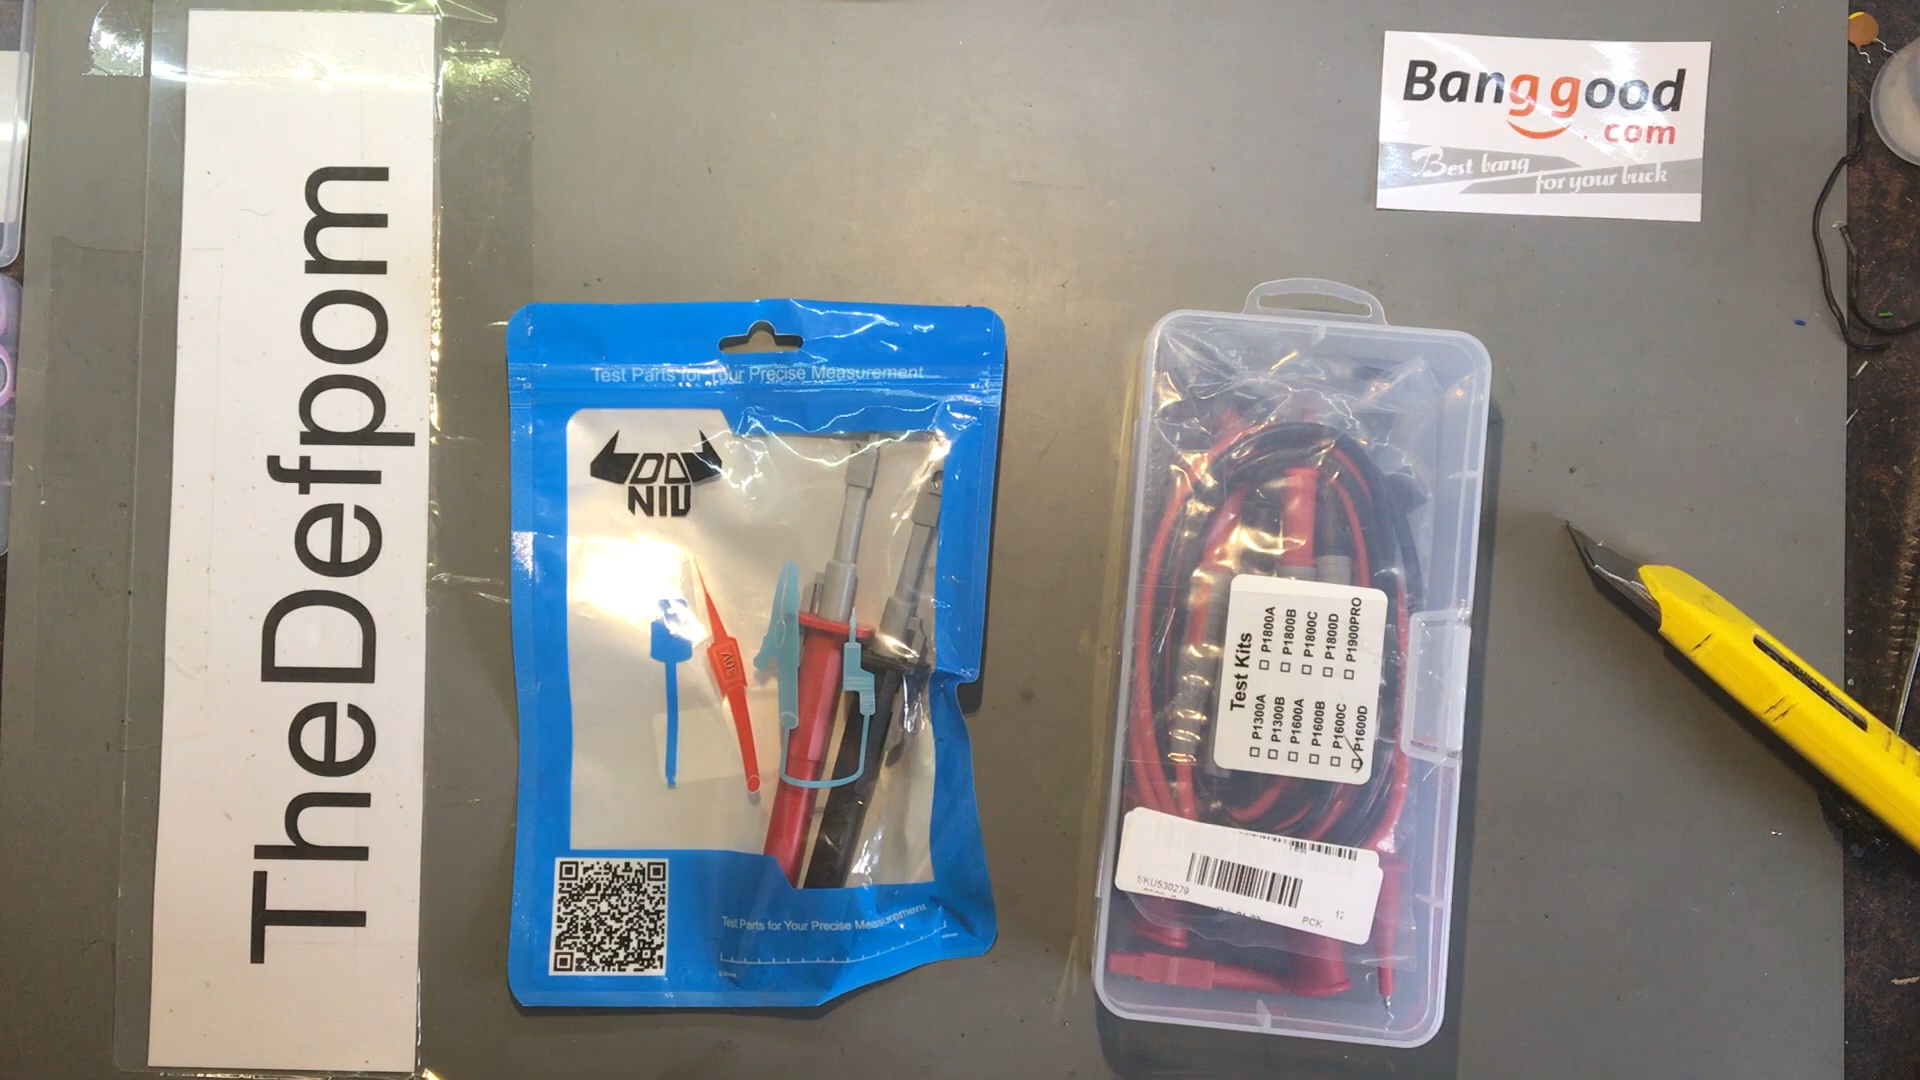 TheDefpom
Banggood
.com
Best bang
for your buck
Test Parts for Your Precise Measurement
DO
NIU
30V
Test Parts for Your Precise Measurement
Test Kits
□ P1300A □ P1800A
□ P1300B □ P1800B
□ P1600A □ P1800C
□ P1600B □ P1800D
□ P1600C □ P1900PRO
□ P1600D
SKU530279
PCK